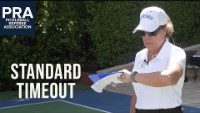 PRA
PICKLEBALL
REFEREE
ASSOCIATION
STANDARD
TIMEOUT